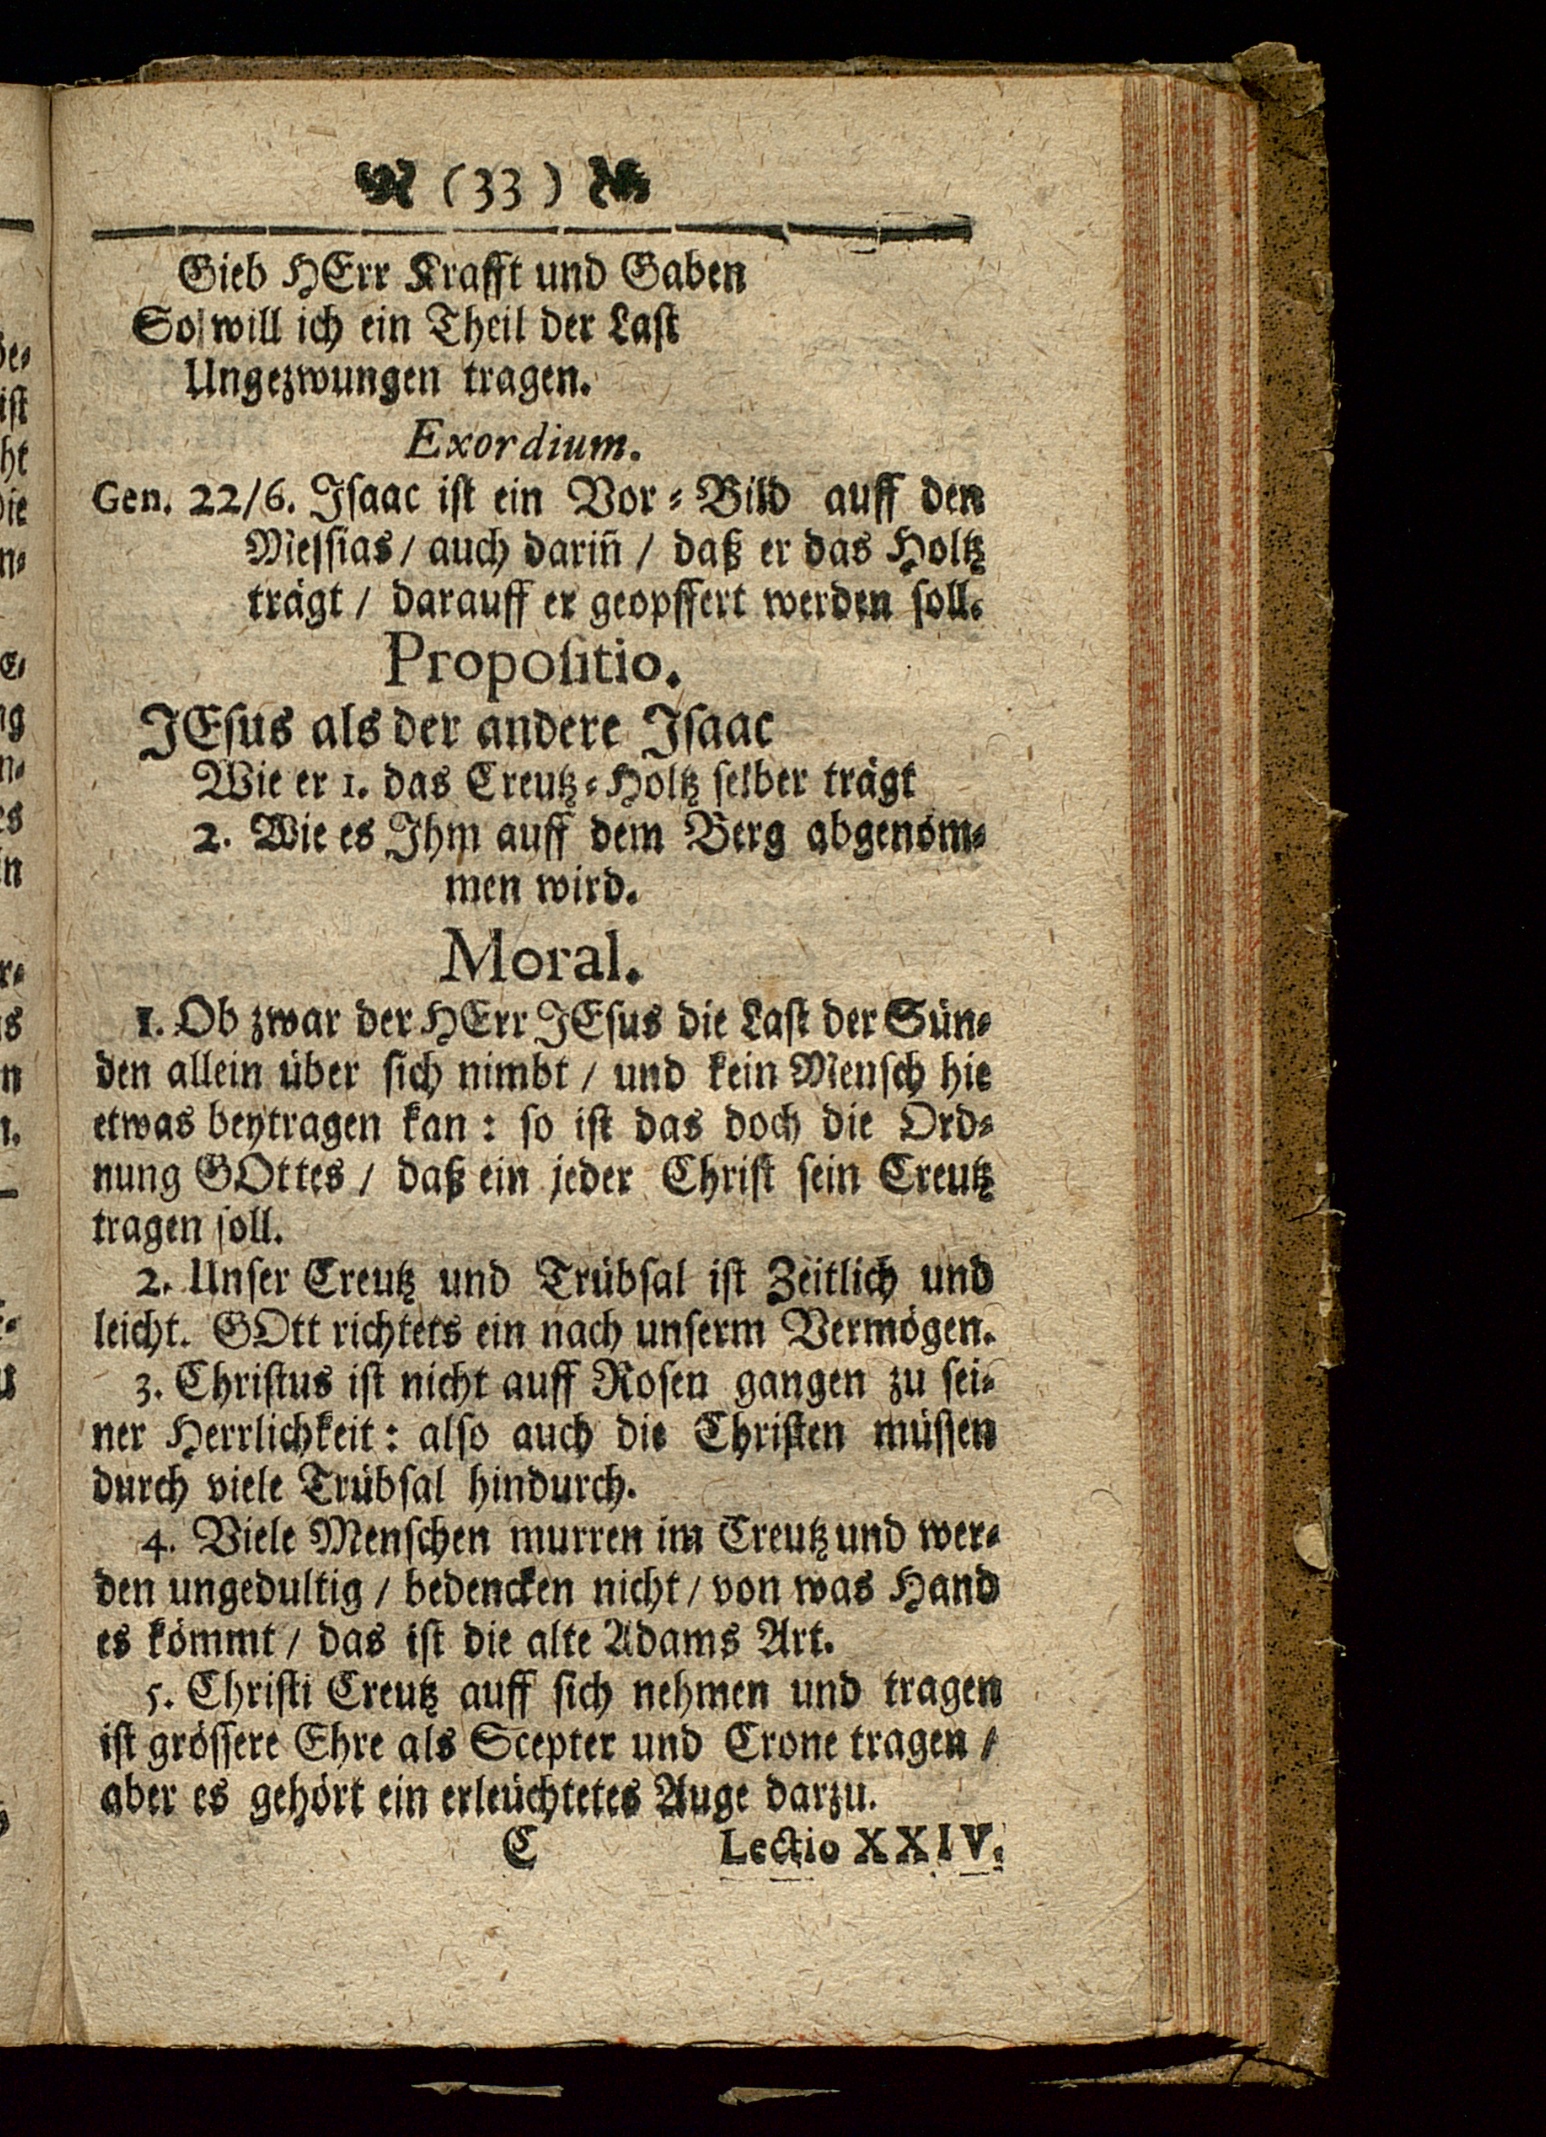 (33)
Gieb HErr Krafft und Gaben
So will ich ein Theil der Last
Ungezwungen tragen.
Exordium.
Gen. 22/6. Jsaac ist ein Vor-Bild auff den
Messias / auch dariñ / daß er das Holtz
trägt / darauff er geopffert werden soll.
Propositio.
JEsus als der andere Jsaac
Wie er 1. das Creutz-Holtz selber trägt
2. Wie es Jhm auff dem Berg abgenom-
men wird.
Moral.
1. Ob zwar der HErr JEsus die Last der Sün-
den allein über sich nimbt / und kein Mensch hie
etwas beytragen kan: so ist das doch die Ord-
nung GOttes / daß ein jeder Christ sein Creutz
tragen soll.
2. Unser Creutz und Trübsal ist Zeitlich und
leicht. GOtt richtets ein nach unserm Vermögen.
3. Christus ist nicht auff Rosen gangen zu sei-
ner Herrlichkeit: also auch die Christen müssen
durch viele Trübsal hindurch.
4. Viele Menschen murren im Creutz und wer-
den ungedultig / bedencken nicht / von was Hand
es kömmt / das ist die alte Adams Art.
5. Christi Creutz auff sich nehmen und tragen
ist grössere Ehre als Scepter und Crone tragen /
aber es gehört ein erleüchtetes Auge darzu.
C Lectio XXIV.